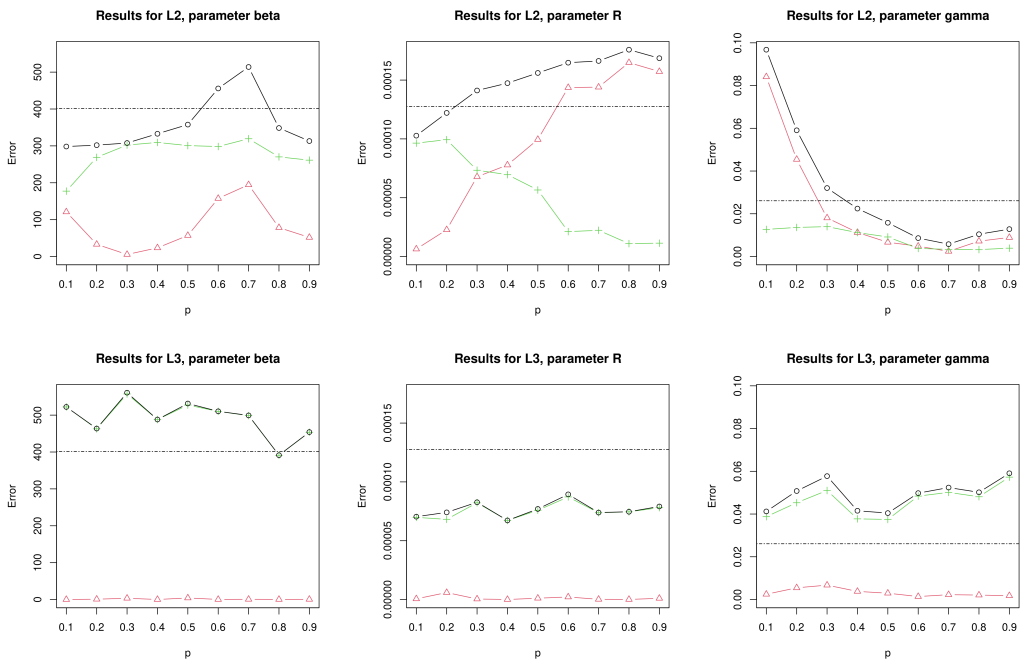 Results for L2, parameter beta
Error
0 100 200 300 400 500
0.1 0.2 0.3 0.4 0.5 0.6 0.7 0.8 0.9
p
Results for L2, parameter R
Error
0.00000 0.00005 0.00010 0.00015
0.1 0.2 0.3 0.4 0.5 0.6 0.7 0.8 0.9
p
Results for L2, parameter gamma
Error
0.00 0.02 0.04 0.06 0.08 0.10
0.1 0.2 0.3 0.4 0.5 0.6 0.7 0.8 0.9
p
Results for L3, parameter beta
Error
0 100 200 300 400 500
0.1 0.2 0.3 0.4 0.5 0.6 0.7 0.8 0.9
p
Results for L3, parameter R
Error
0.00000 0.00005 0.00010 0.00015
0.1 0.2 0.3 0.4 0.5 0.6 0.7 0.8 0.9
p
Results for L3, parameter gamma
Error
0.00 0.02 0.04 0.06 0.08 0.10
0.1 0.2 0.3 0.4 0.5 0.6 0.7 0.8 0.9
p